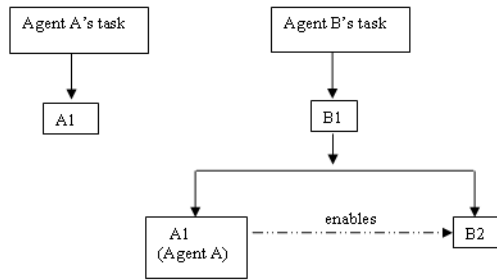 Agent A's task
Agent B's task
A1
B1
enables
A1
(Agent A)
B2